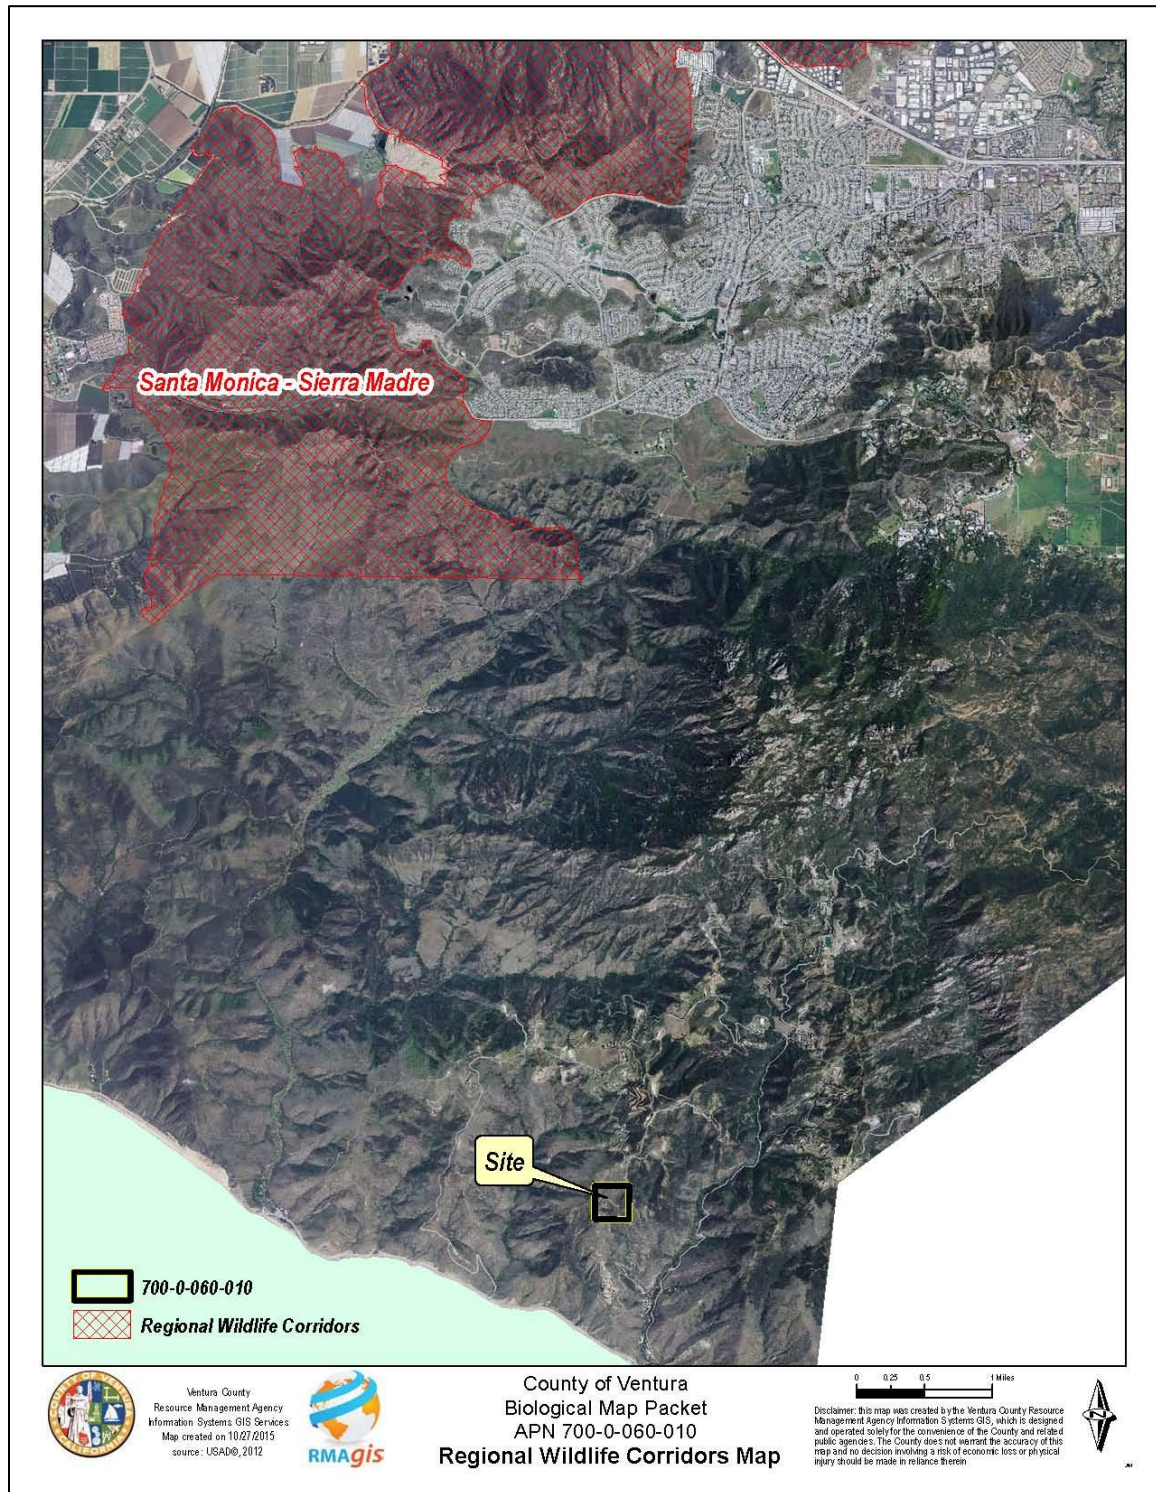 Santa Monica - Sierra Madre
Site
700-0-060-010
Regional Wildlife Corridors
COUNTY OF VENTURA
CALIFORNIA
Ventura County
Resource Management Agency
Information Systems GIS Services
Map created on 10/27/2015
source: USAD©, 2012
RMAgis
County of Ventura
Biological Map Packet
APN 700-0-060-010
Regional Wildlife Corridors Map
0 0.25 0.5 1 Miles
Disclaimer: this map was created by the Ventura County Resource
Management Agency Information Systems GIS, which is designed
and operated solely for the convenience of the County and related
public agencies. The County does not warrant the accuracy of this
map and no decision involving a risk of economic loss or physical
injury should be made in reliance therein
N